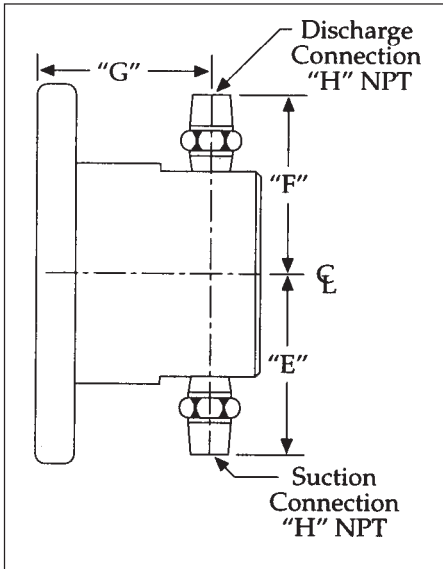 Discharge
Connection
"H" NPT
"G"
"F"
℄
"E"
Suction
Connection
"H" NPT